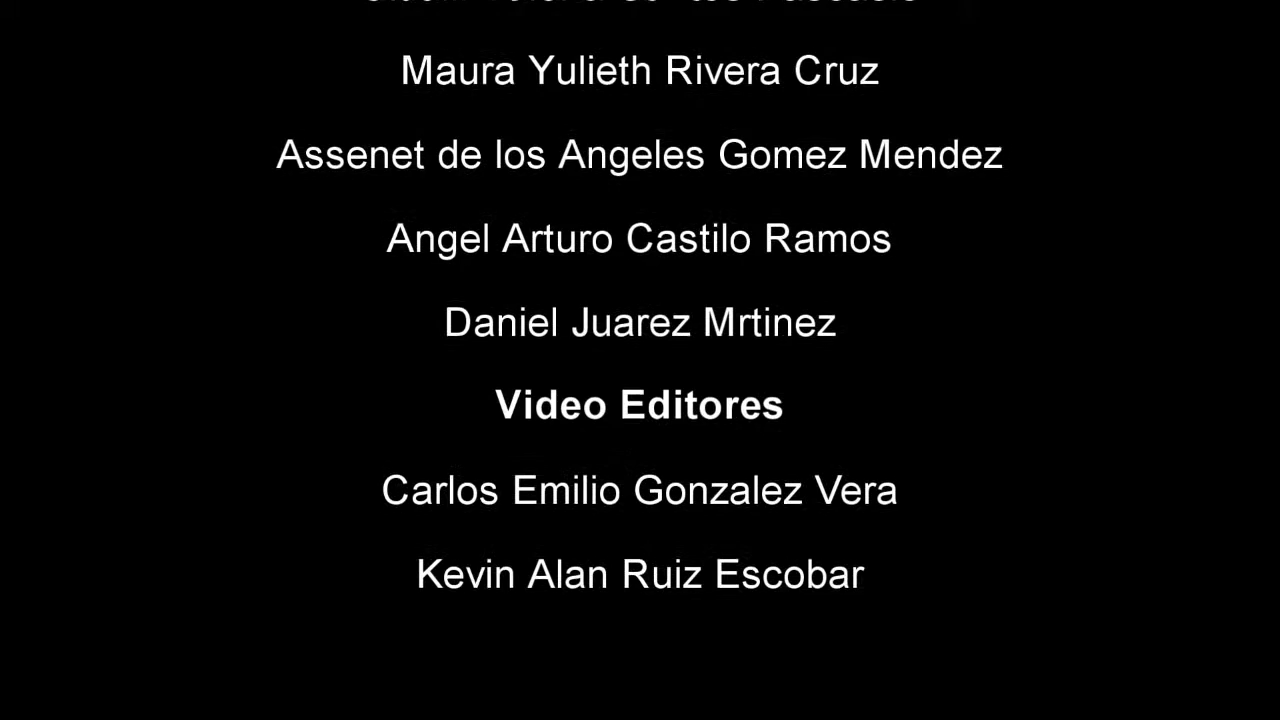 Maura Yulieth Rivera Cruz
Assenet de los Angeles Gomez Mendez
Angel Arturo Castilo Ramos
Daniel Juarez Mrtinez
Video Editores
Carlos Emilio Gonzalez Vera
Kevin Alan Ruiz Escobar